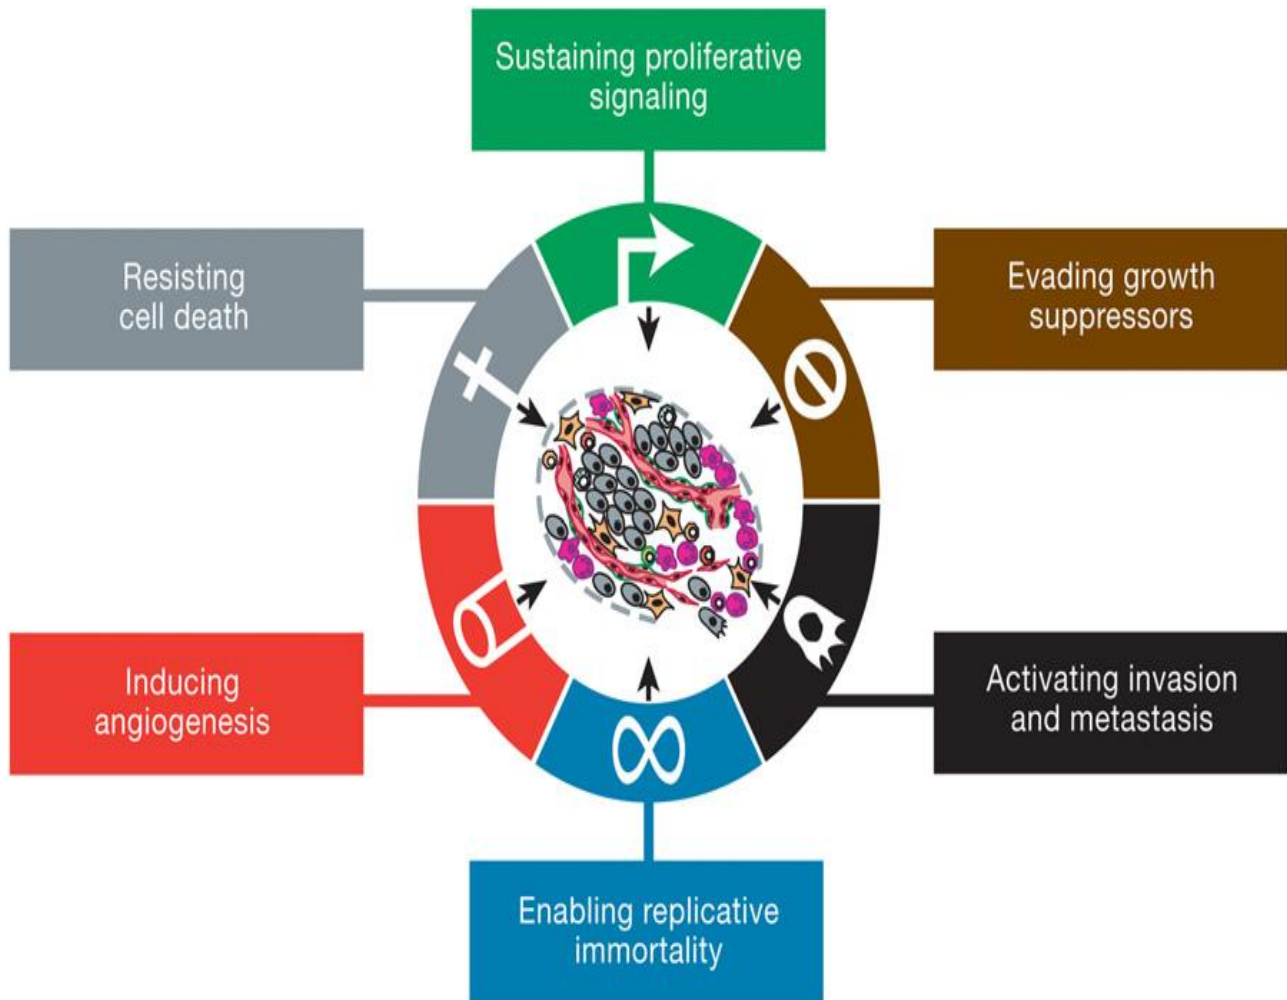 Sustaining proliferative
signaling
Resisting
cell death
Evading growth
suppressors
Inducing
angiogenesis
Activating invasion
and metastasis
Enabling replicative
immortality